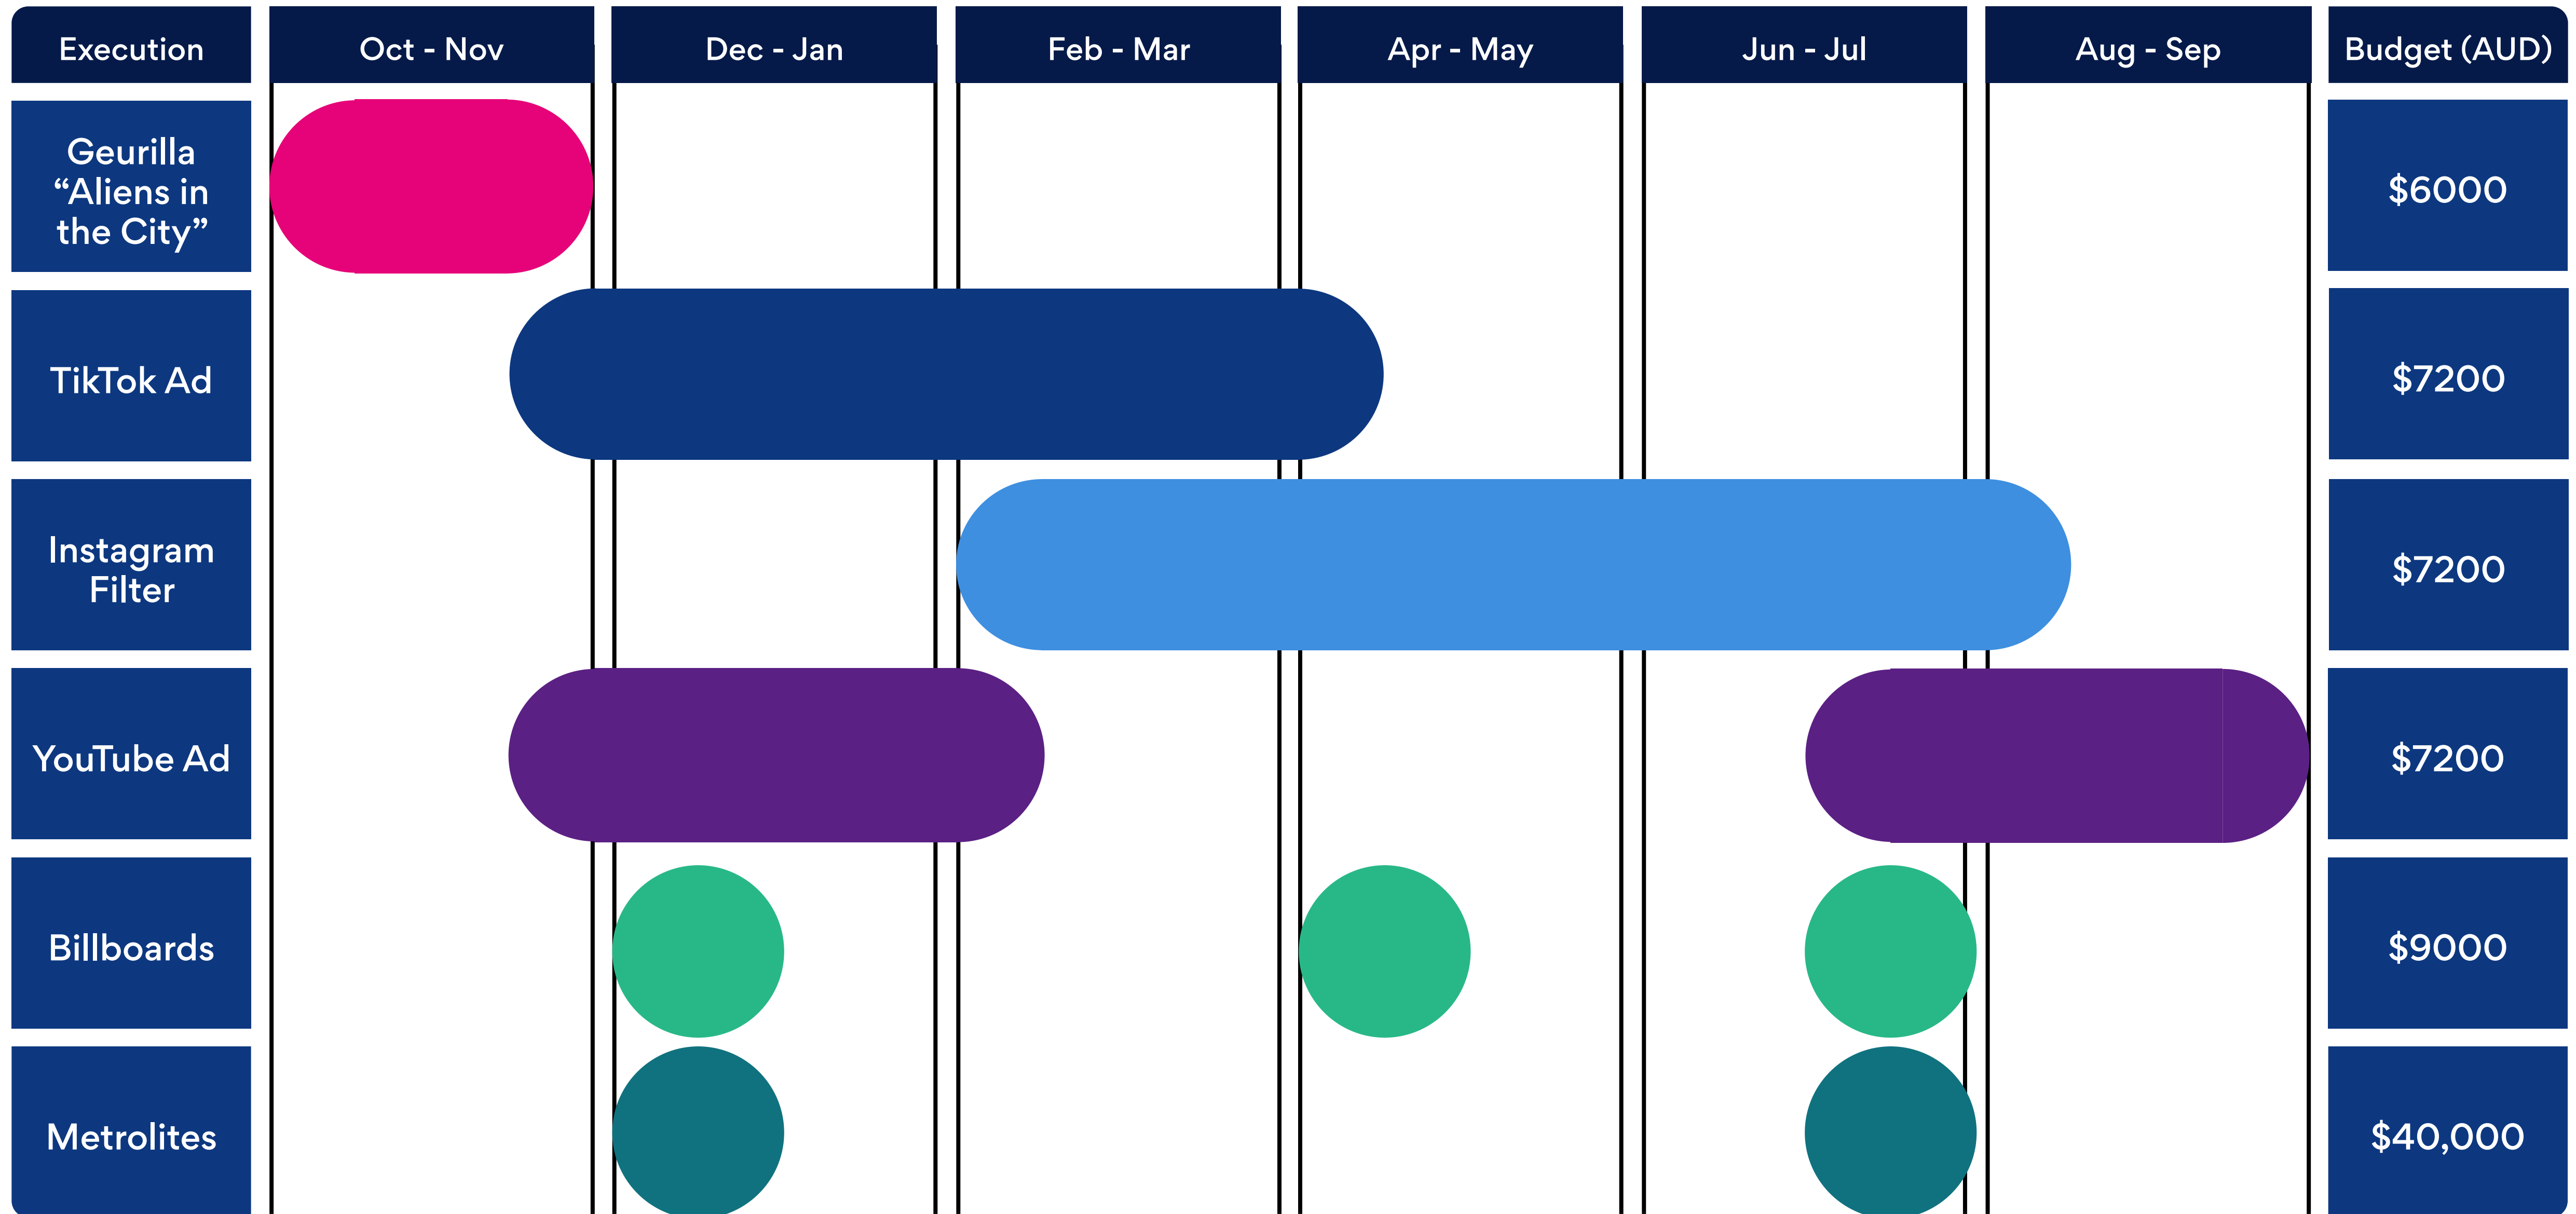 Execution
Oct - Nov
Dec - Jan
Feb - Mar
Apr - May
Jun - Jul
Aug - Sep
Budget (AUD)
Geurilla
“Aliens in
the City”
$6000
TikTok Ad
$7200
Instagram
Filter
$7200
YouTube Ad
$7200
Billboards
$9000
Metrolites
$40,000